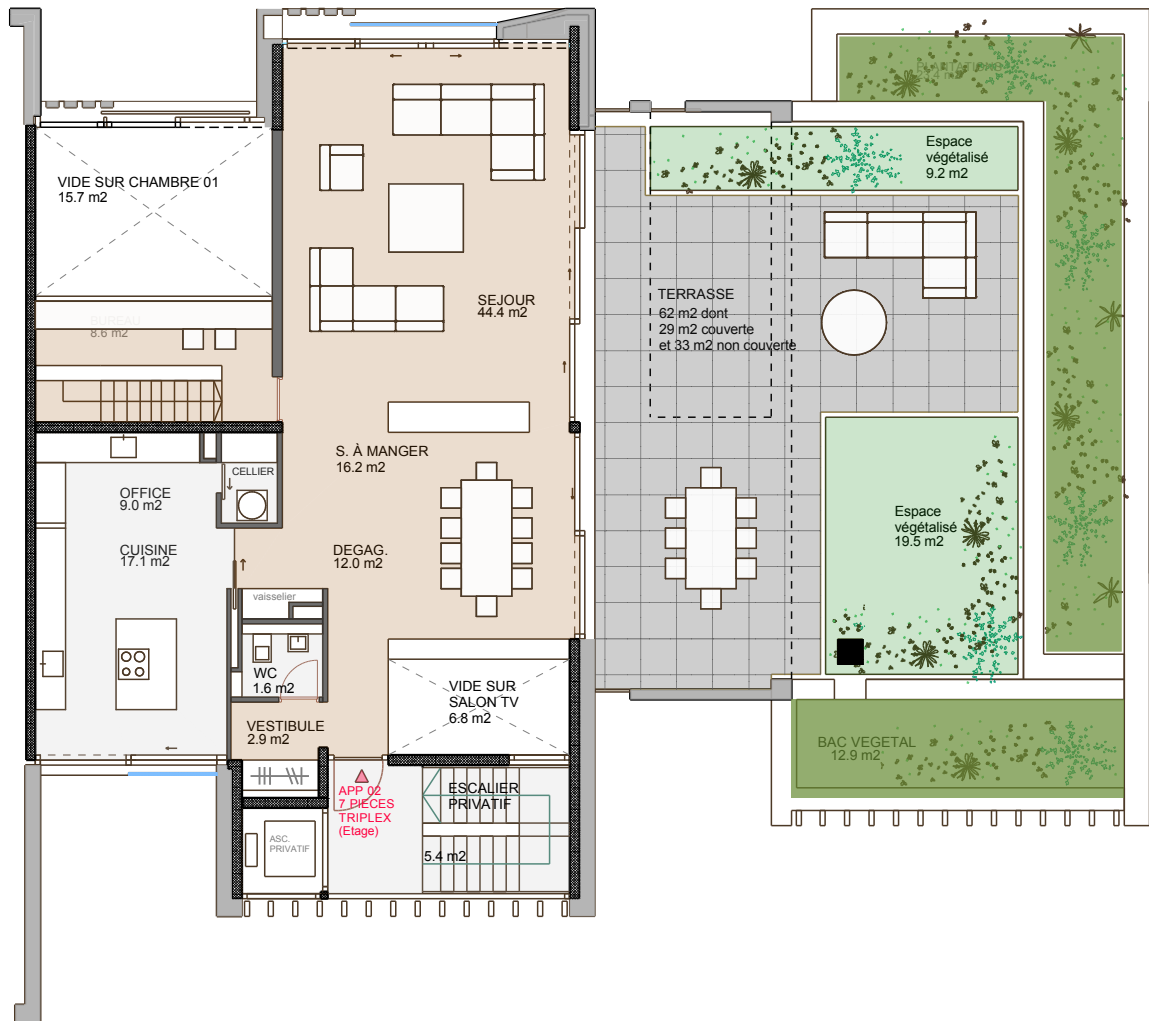 PLANTATIONS
Espace
végétalisé
9.2 m2
VIDE SUR CHAMBRE 01
15.7 m2
SEJOUR
44.4 m2
TERRASSE
62 m2 dont
29 m2 couverte
et 33 m2 non couverte
BUREAU
8.6 m2
S. À MANGER
16.2 m2
CELLIER
OFFICE
9.0 m2
CUISINE
17.1 m2
DEGAG.
12.0 m2
Espace
végétalisé
19.5 m2
vaisselier
WC
1.6 m2
VIDE SUR
SALON TV
6.8 m2
VESTIBULE
2.9 m2
BAC VEGETAL
12.9 m2
APP 02
7 PIECES
TRIPLEX
(Etage)
ESCALIER
PRIVATIF
5.4 m2
ASC.
PRIVATIF